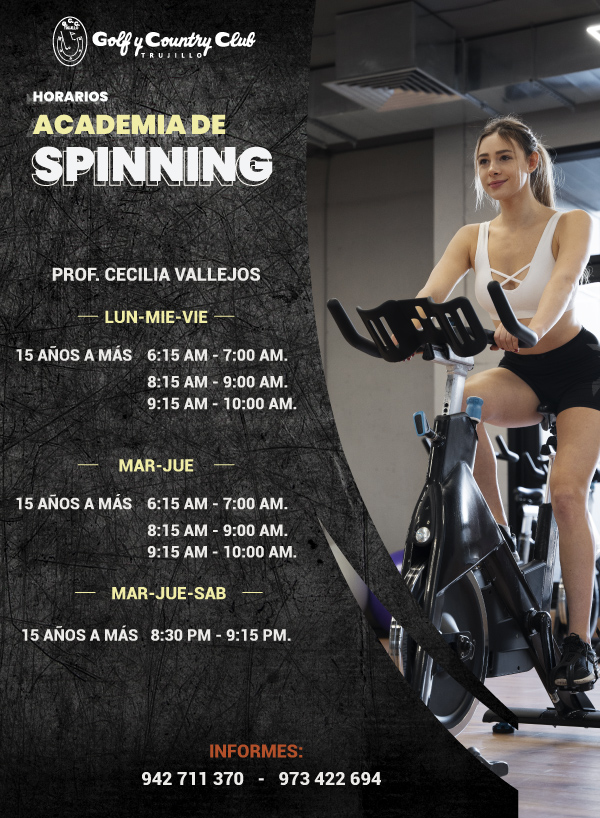 Golf y Country Club
TRUJILLO
HORARIOS
ACADEMIA DE
SPINNING
PROF. CECILIA VALLEJOS
LUN-MIE-VIE
15 AÑOS A MÁS 6:15 AM - 7:00 AM.
8:15 AM - 9:00 AM.
9:15 AM - 10:00 AM.
MAR-JUE
15 AÑOS A MÁS 6:15 AM - 7:00 AM.
8:15 AM - 9:00 AM.
9:15 AM - 10:00 AM.
MAR-JUE-SAB
15 AÑOS A MÁS 8:30 PM - 9:15 PM.
INFORMES:
942 711 370 - 973 422 694